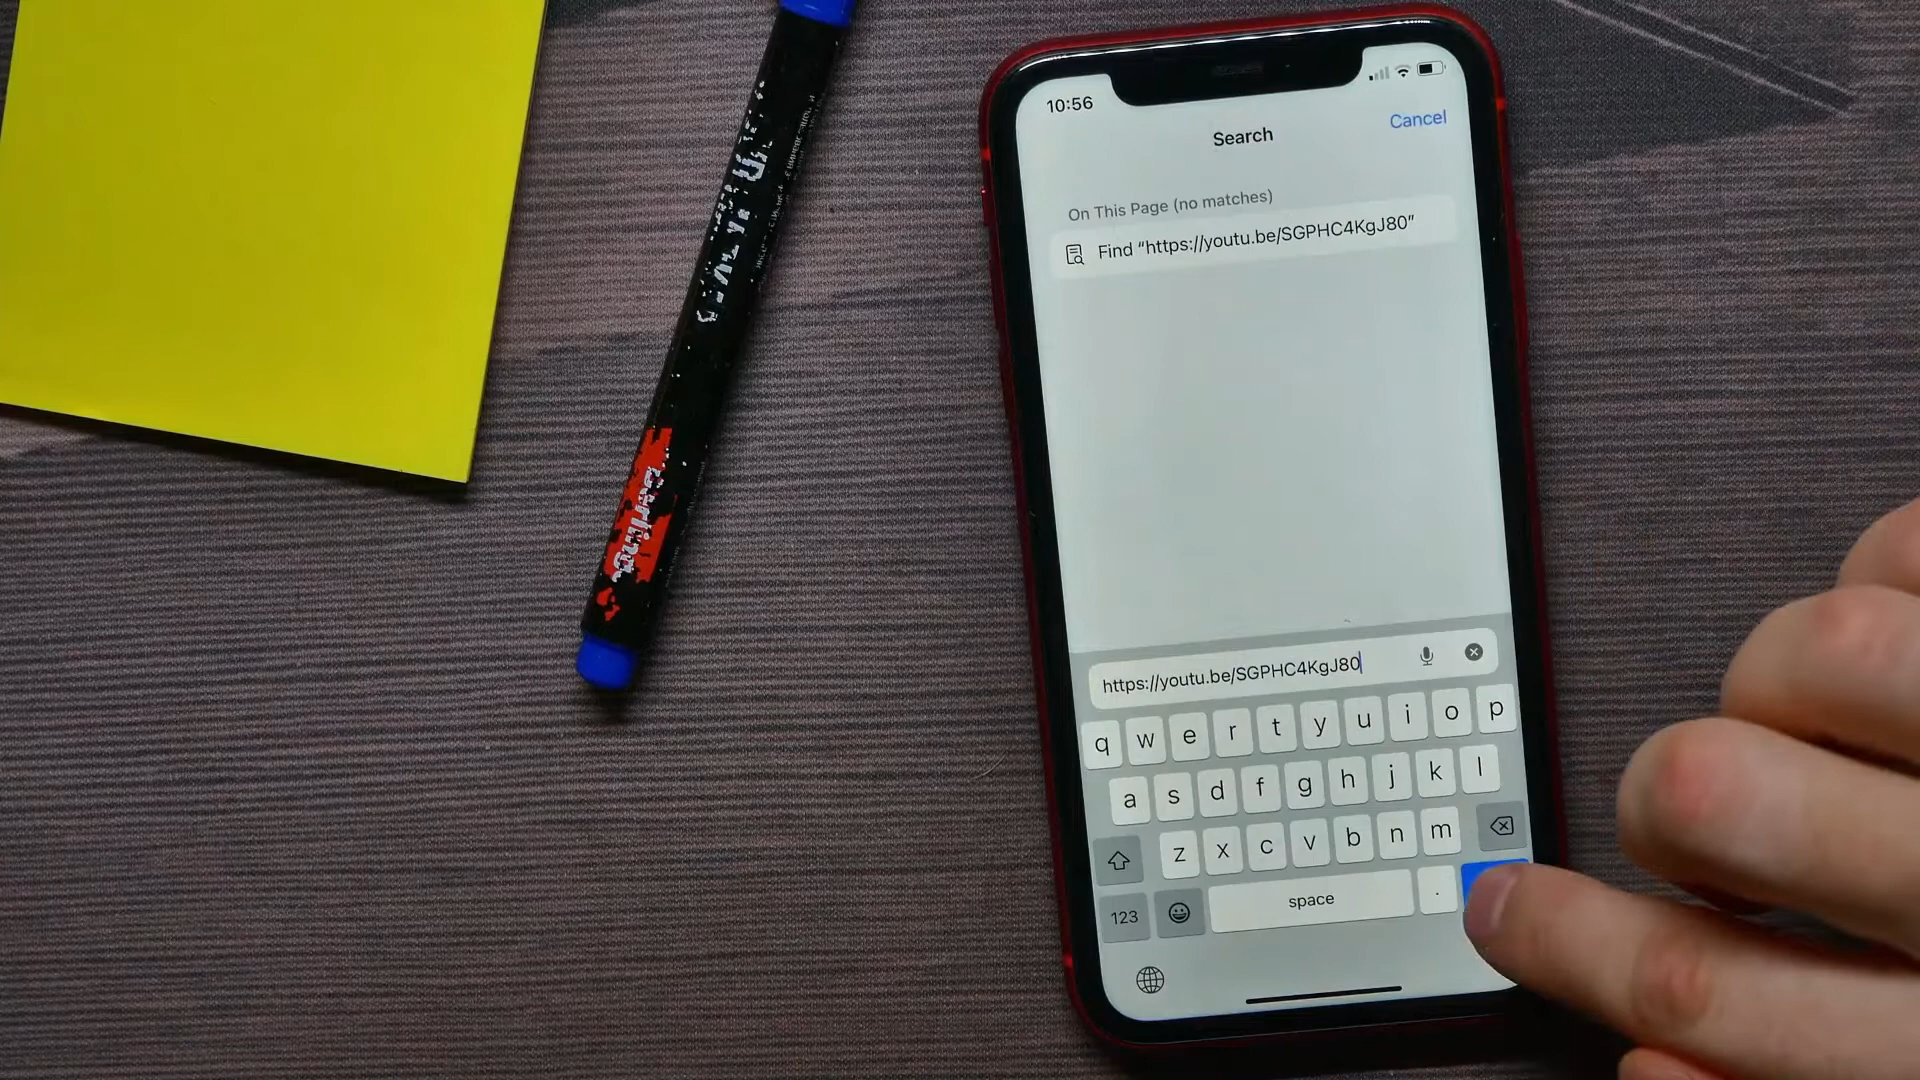 10:56
Search
Cancel
On This Page (no matches)
Find “https://youtu.be/SGPHC4KgJ80”
https://youtu.be/SGPHC4KgJ80
q w e r t y u i o p
a s d f g h j k l
z x c v b n m
123
space
.